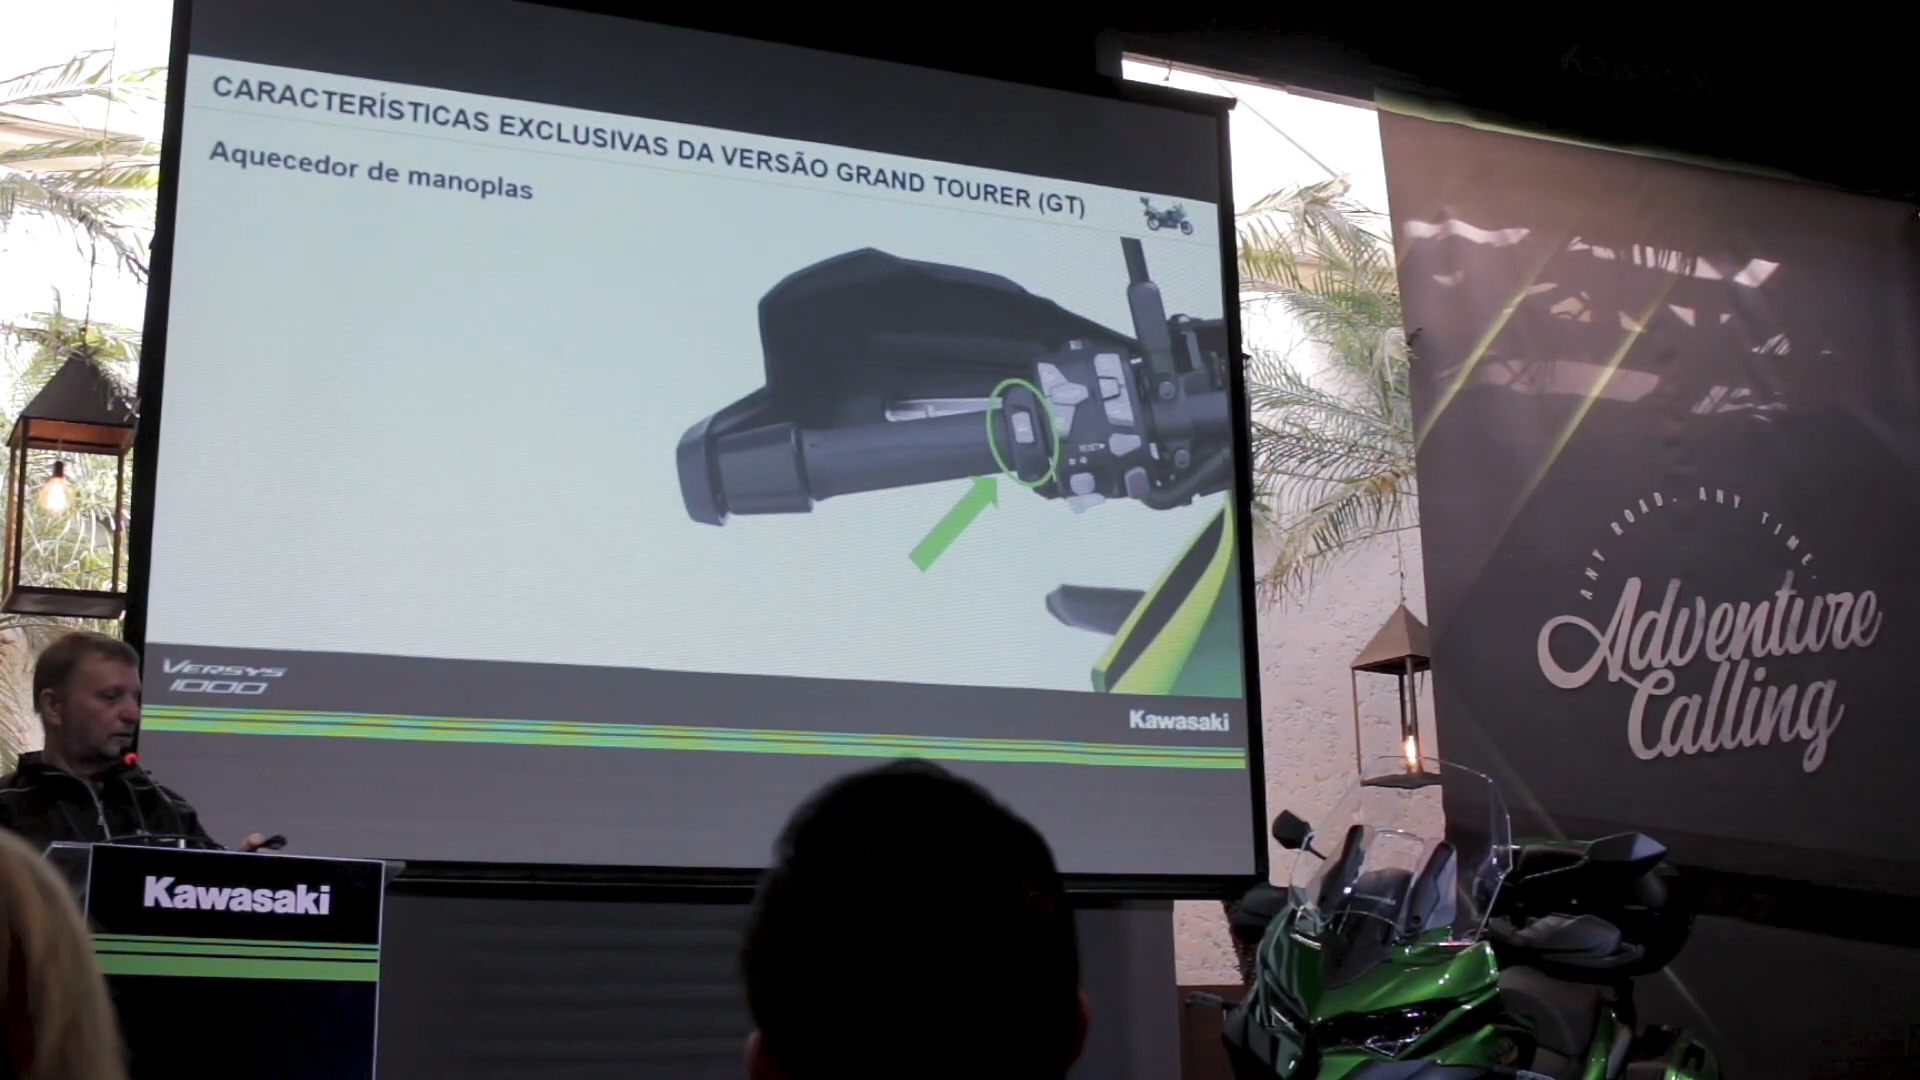 CARACTERÍSTICAS EXCLUSIVAS DA VERSÃO GRAND TOURER (GT)
Aquecedor de manoplas
VERSYS
1000
Kawasaki
Kawasaki
ANY ROAD. ANY TIME.
Adventure
Calling